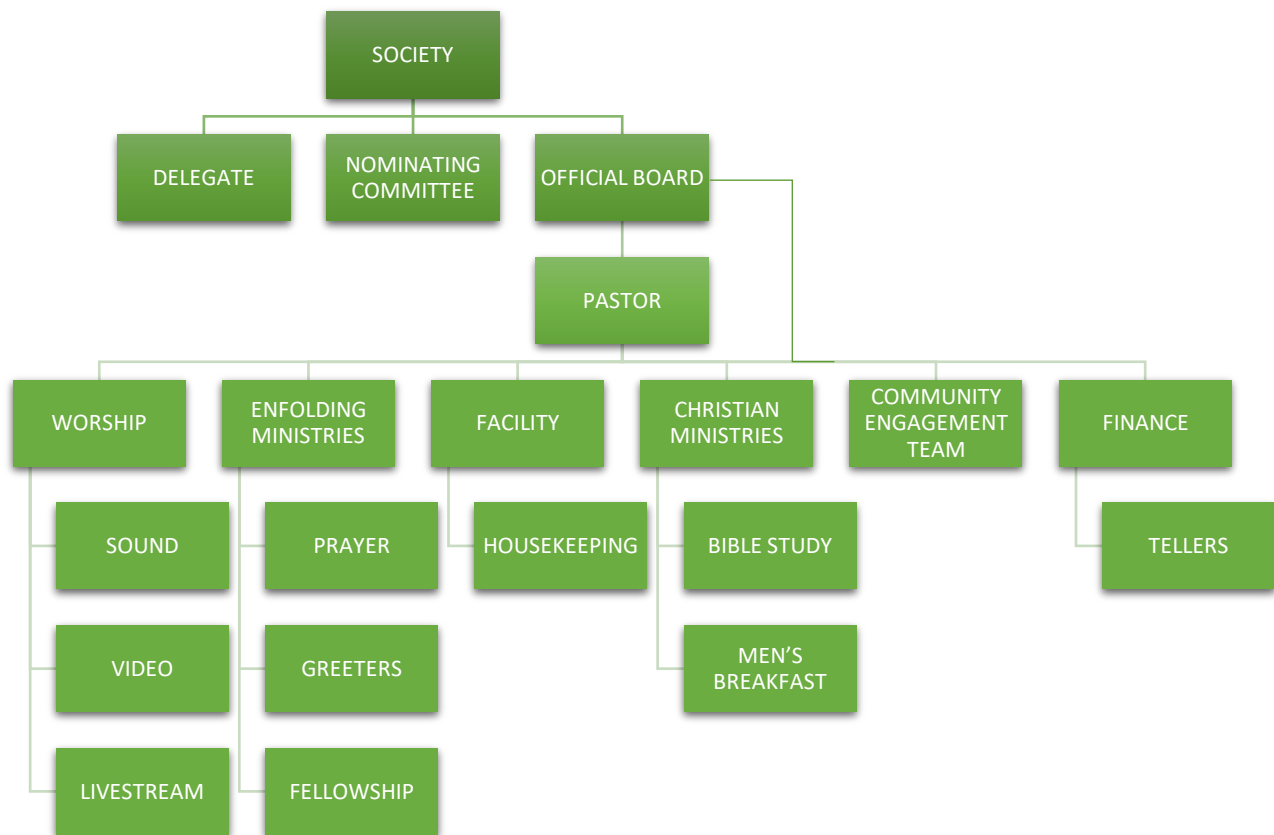 SOCIETY
DELEGATE
NOMINATING
COMMITTEE
OFFICIAL BOARD
PASTOR
WORSHIP
ENFOLDING
MINISTRIES
FACILITY
CHRISTIAN
MINISTRIES
COMMUNITY
ENGAGEMENT
TEAM
FINANCE
SOUND
PRAYER
HOUSEKEEPING
BIBLE STUDY
TELLERS
VIDEO
GREETERS
MEN’S
BREAKFAST
LIVESTREAM
FELLOWSHIP